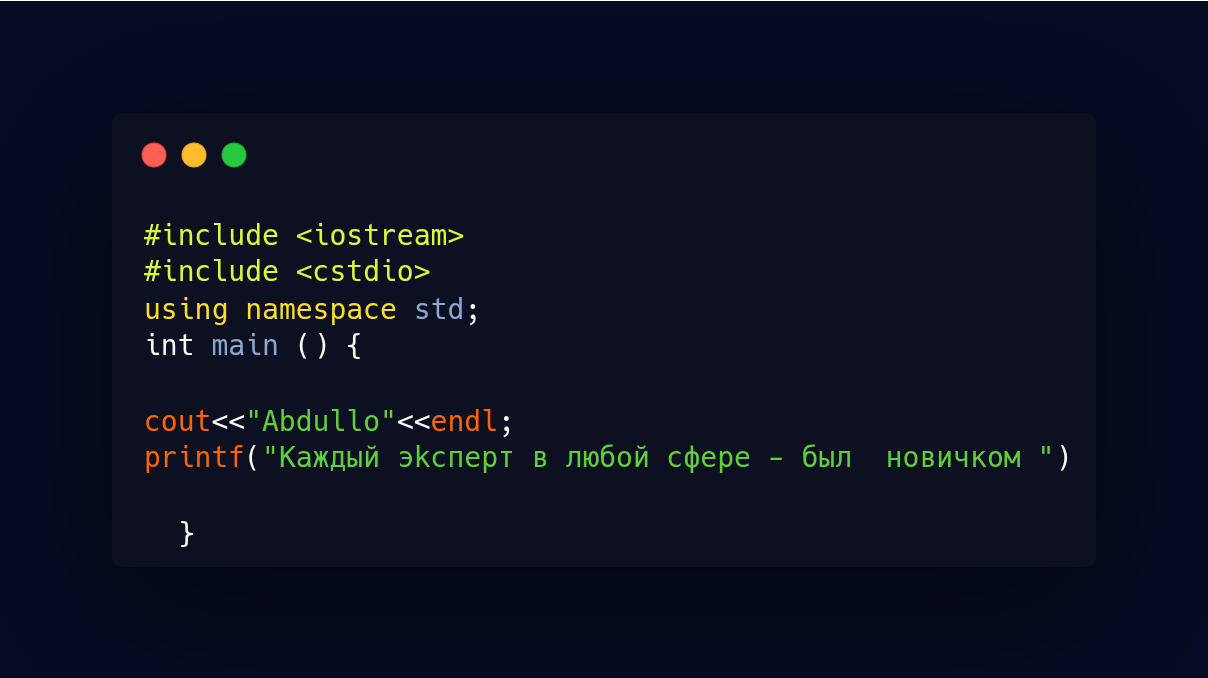 #include <iostream>
#include <cstdio>
using namespace std;
int main () {
cout<<"Abdullo"<<endl;
printf("Каждый эксперт в любой сфере - был  новичком ")
}